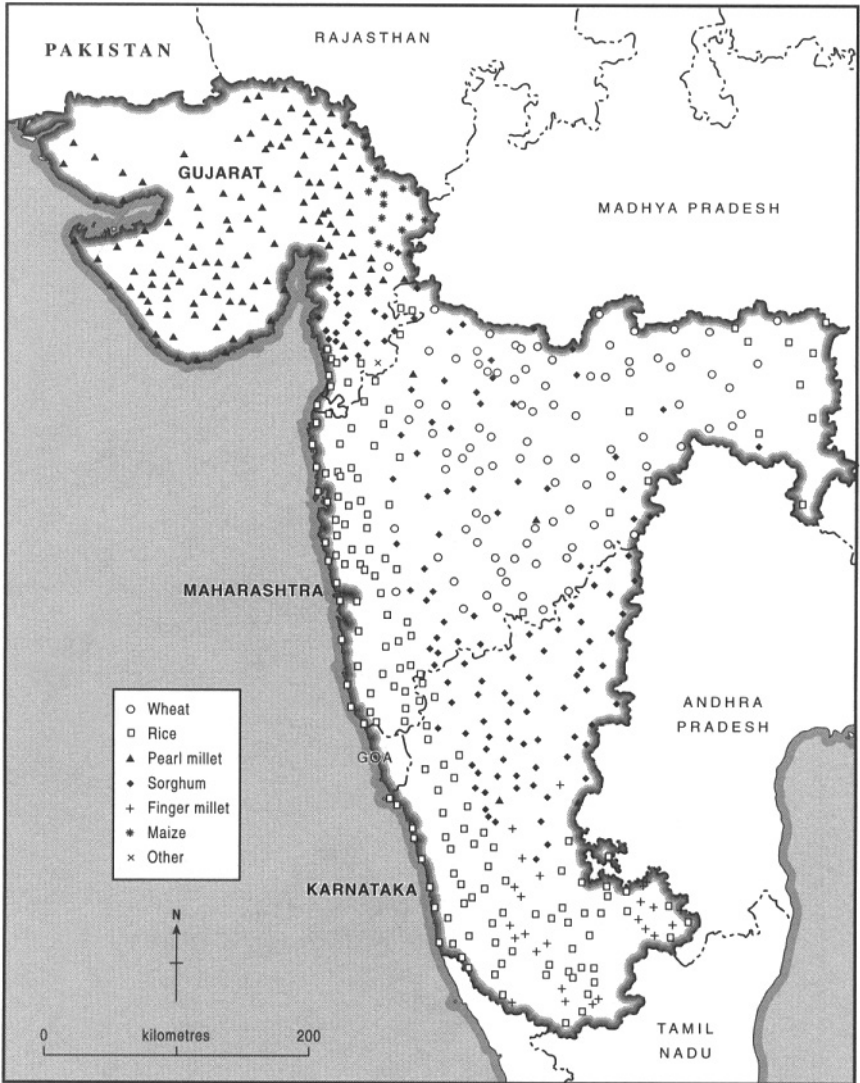 PAKISTAN
RAJASTHAN
GUJARAT
MADHYA PRADESH
MAHARASHTRA
ANDHRA
PRADESH
GOA
Wheat
Rice
Pearl millet
Sorghum
Finger millet
Maize
Other
KARNATAKA
N
0 kilometres 200
TAMIL
NADU